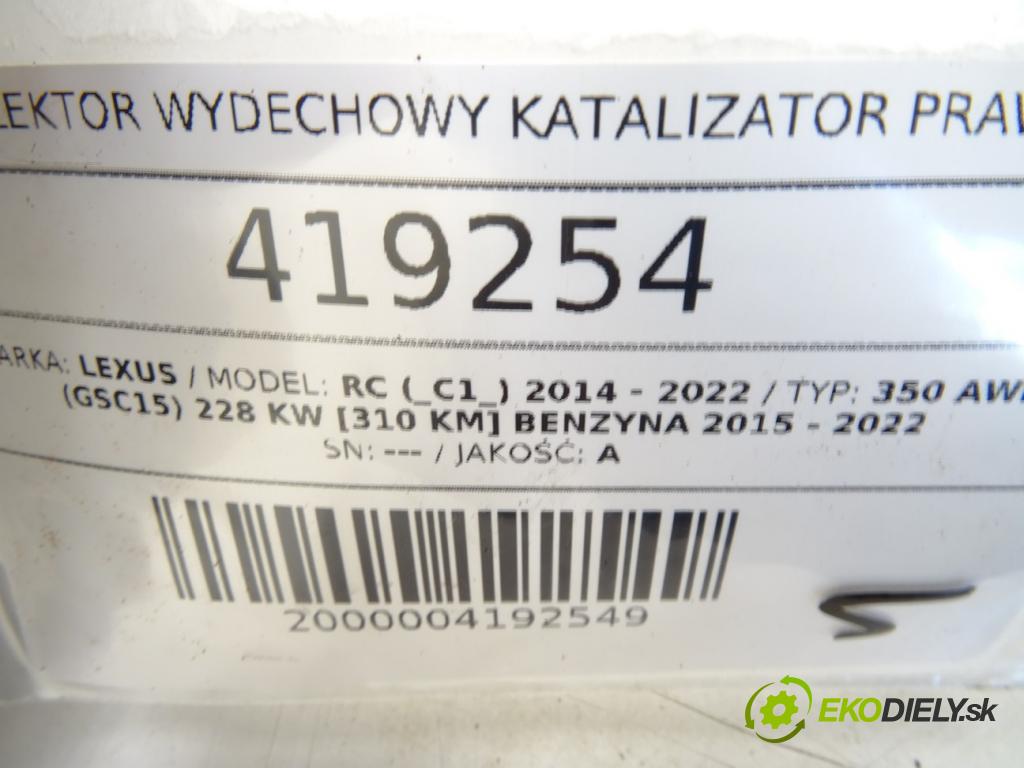 LEKTOR WYDECHOWY KATALIZATOR PRAW
419254
ARKA: LEXUS / MODEL: RC (_C1_) 2014 - 2022 / TYP: 350 AW
(GSC15) 228 KW [310 KM] BENZYNA 2015 - 2022
SN: --- / JAKOŚĆ: A
2000004192549
EKODIELY.sk